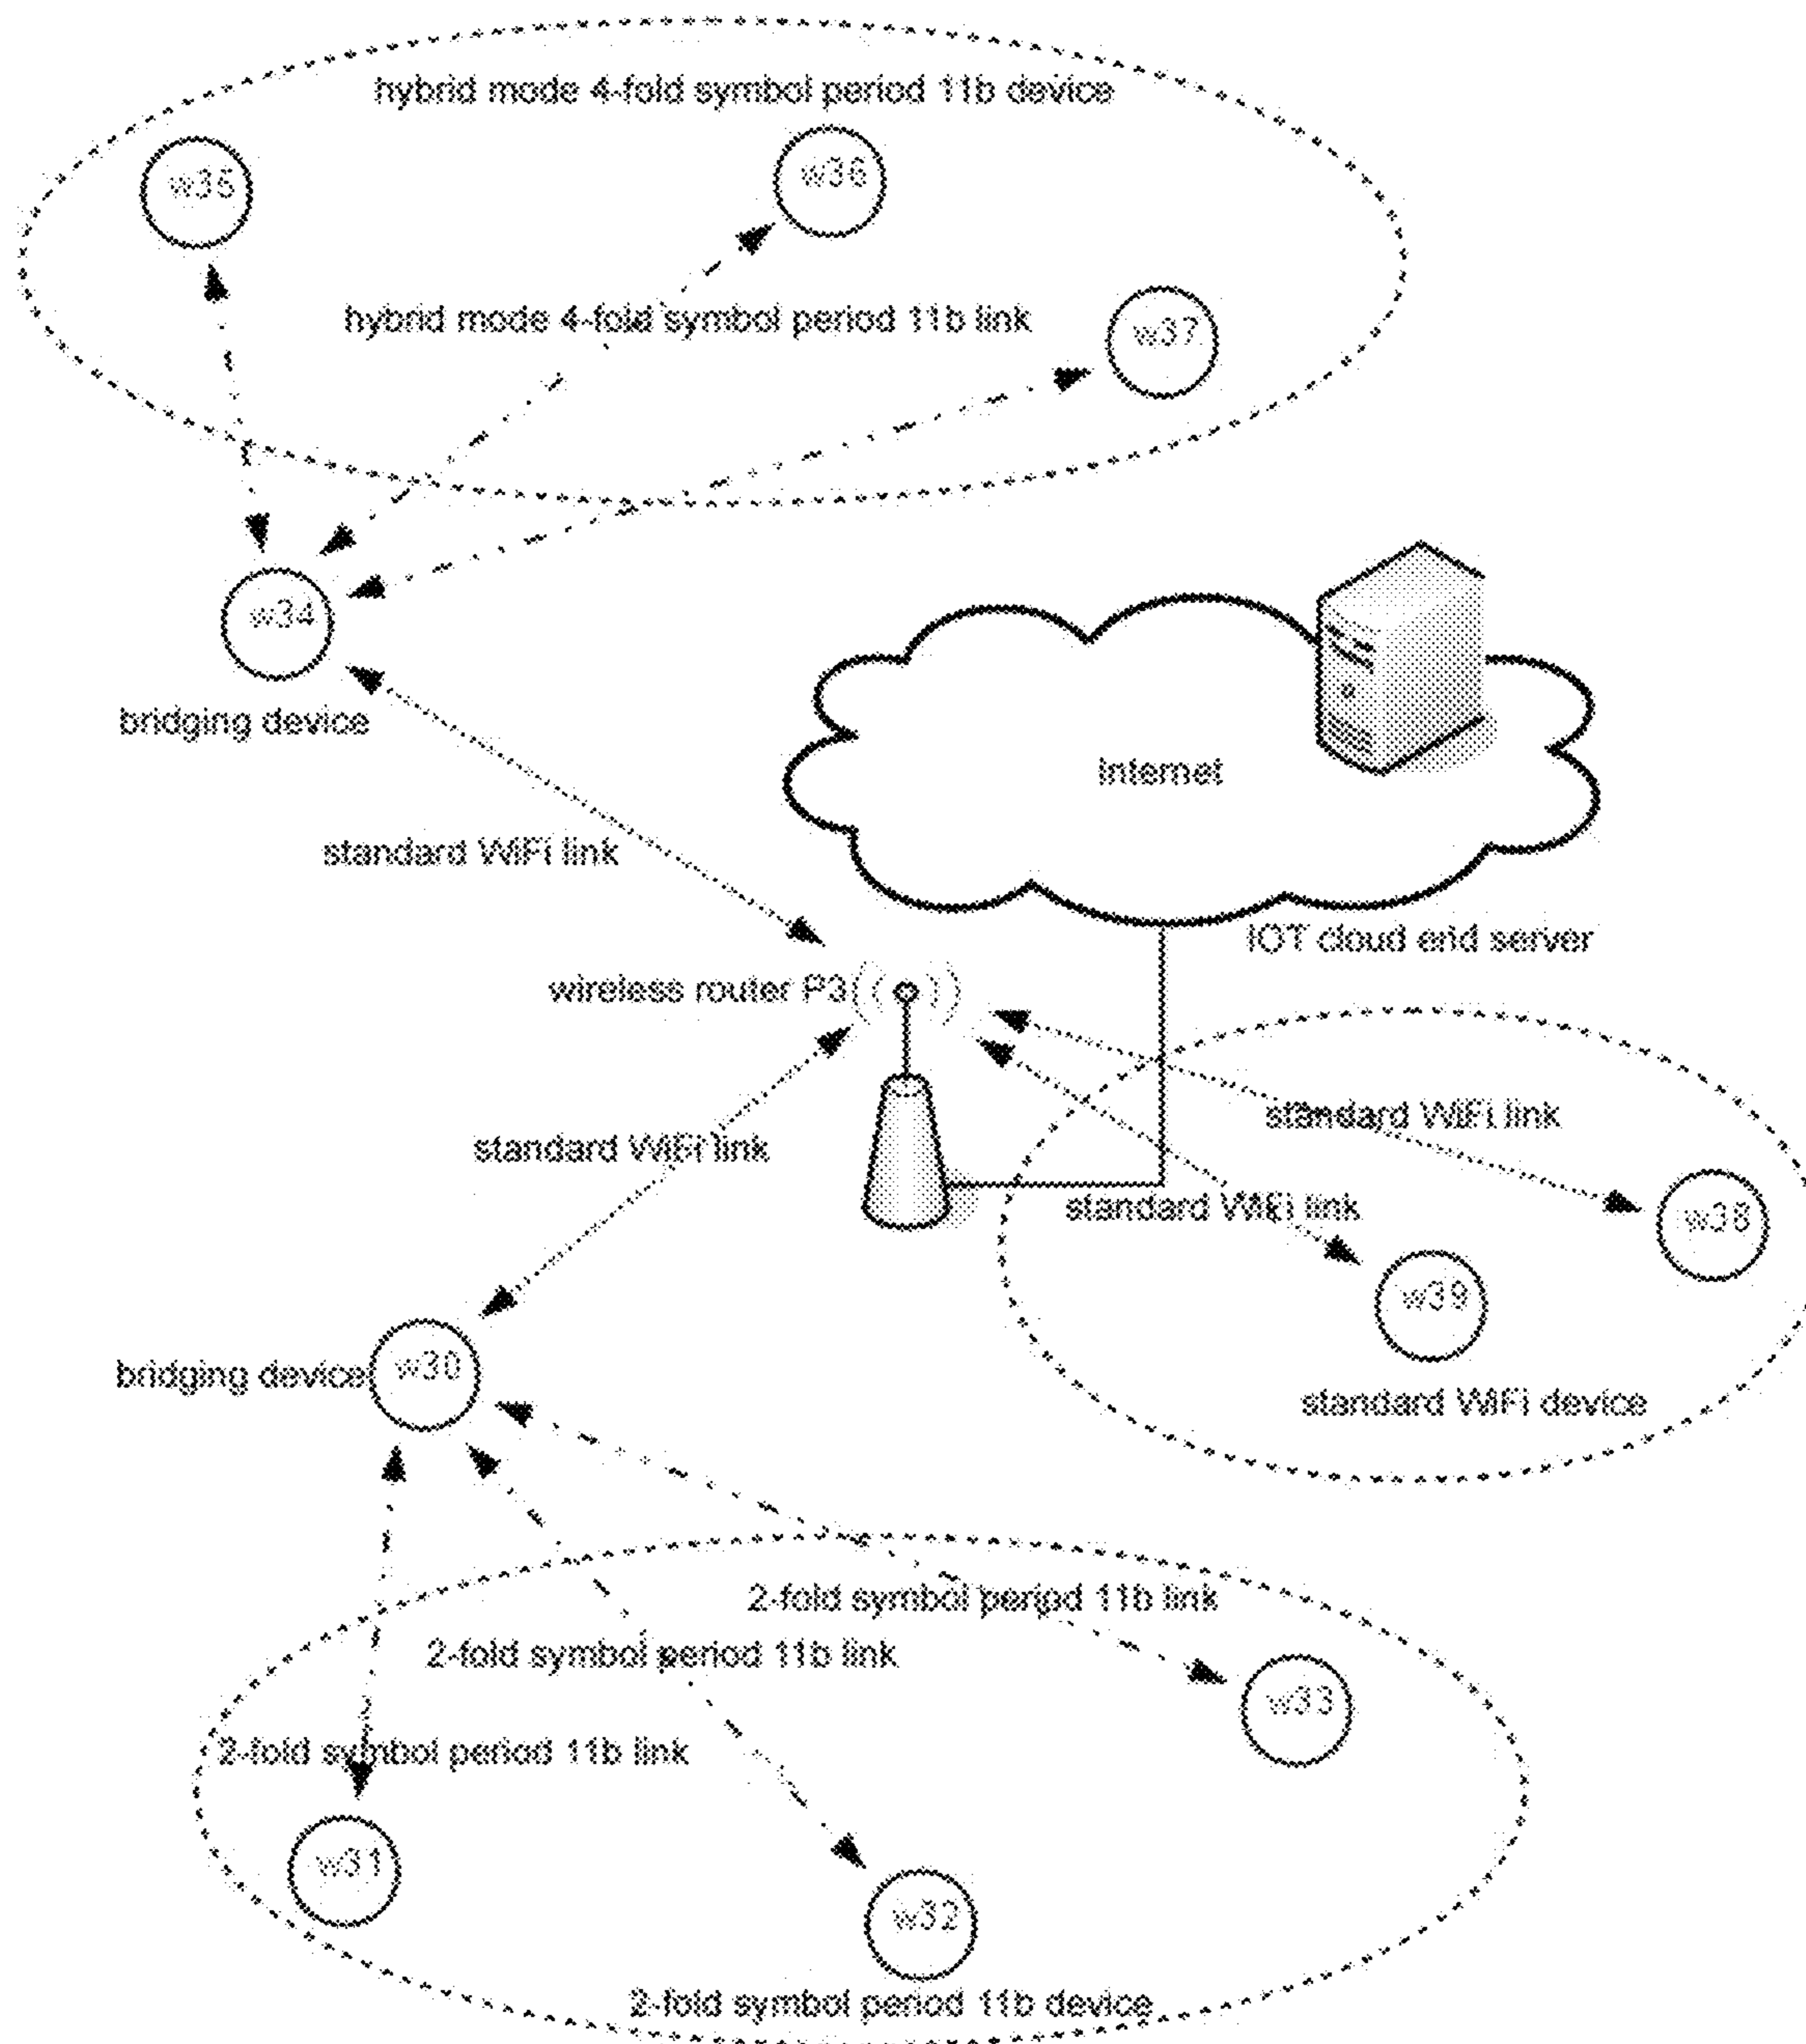 hybrid mode 4-fold symbol period 11b device
w35
w36
hybrid mode 4-fold symbol period 11b link
w37
w34
bridging device
Internet
standard WiFi link
IOT cloud end server
wireless router P3
standard WiFi link
standard WiFi link
standard WiFi link
w38
w39
bridging device
w30
standard WiFi device
2-fold symbol period 11b link
2-fold symbol period 11b link
w33
2-fold symbol period 11b link
w31
w32
2-fold symbol period 11b device